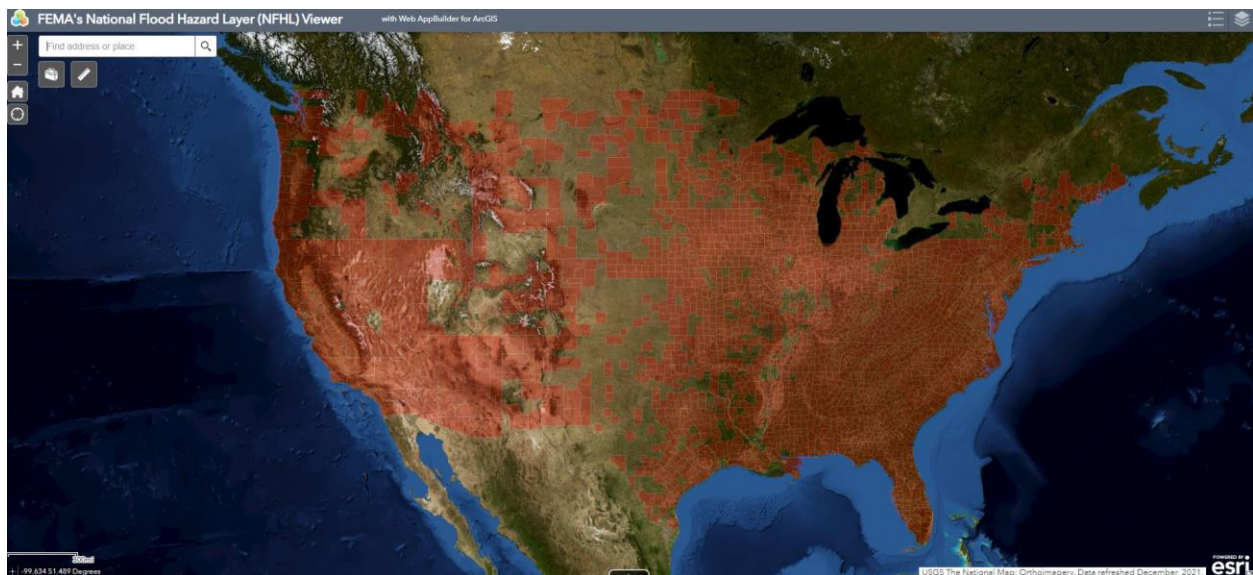 FEMA's National Flood Hazard Layer (NFHL) Viewer with Web AppBuilder for ArcGIS
+
Find address or place
−
300mi
-99.634 51.489 Degrees
USGS The National Map: Orthoimagery. Data refreshed December, 2021.
POWERED BY
esri